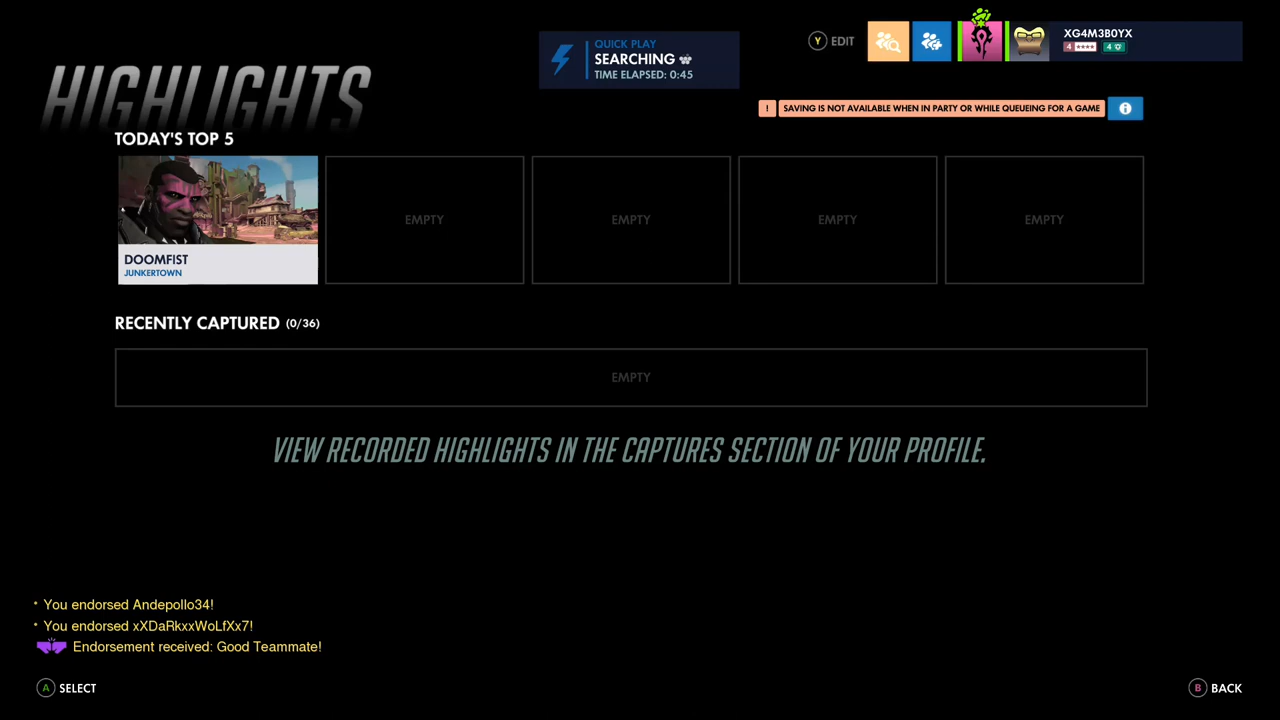 HIGHLIGHTS
QUICK PLAY
SEARCHING
TIME ELAPSED: 0:45
Y EDIT
XG4M3B0YX
4 ★★★★ 4
! SAVING IS NOT AVAILABLE WHEN IN PARTY OR WHILE QUEUEING FOR A GAME
TODAY'S TOP 5
DOOMFIST
JUNKERTOWN
EMPTY
EMPTY
EMPTY
EMPTY
RECENTLY CAPTURED (0/36)
EMPTY
VIEW RECORDED HIGHLIGHTS IN THE CAPTURES SECTION OF YOUR PROFILE.
* You endorsed Andepollo34!
* You endorsed xXDaRkxxWoLfXx7!
Endorsement received: Good Teammate!
A SELECT
B BACK